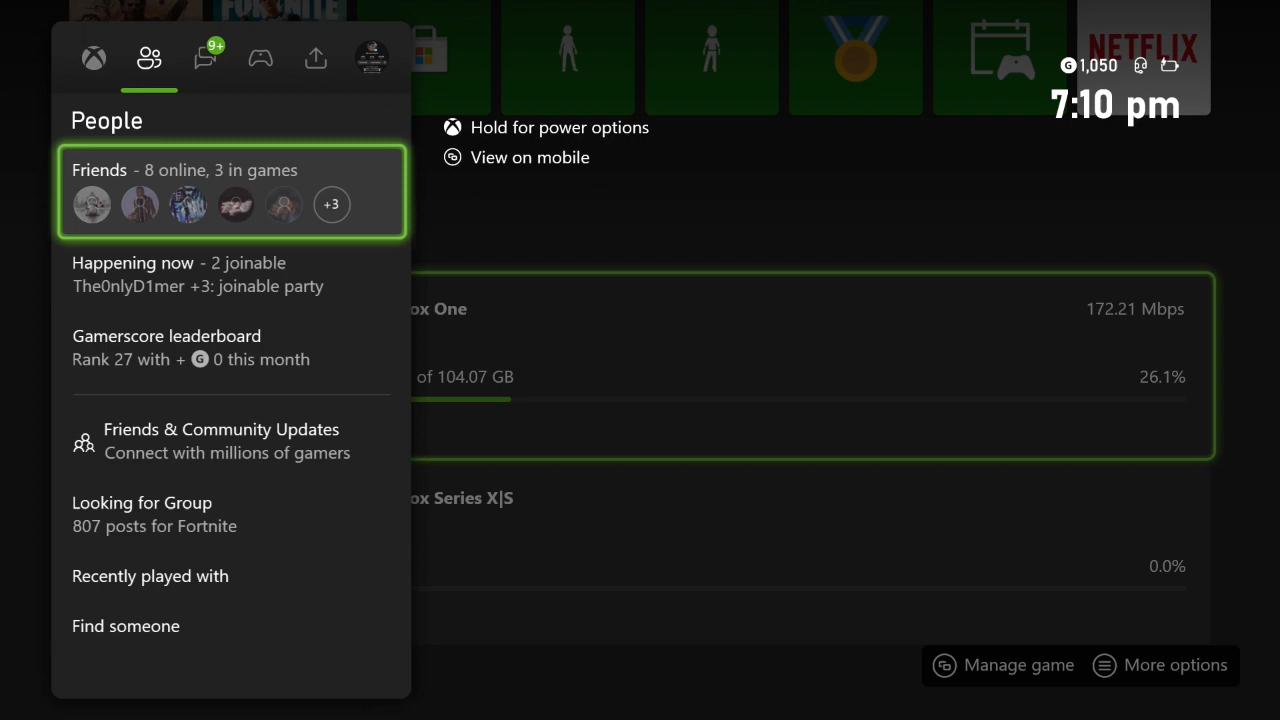 FORTNITE
9+
NETFLIX
G 1,050
7:10 pm
People
Hold for power options
View on mobile
Friends - 8 online, 3 in games
+3
Happening now - 2 joinable
The0nlyD1mer +3: joinable party
Gamerscore leaderboard
Rank 27 with + G 0 this month
Friends & Community Updates
Connect with millions of gamers
Looking for Group
807 posts for Fortnite
Recently played with
Find someone
ox One
172.21 Mbps
of 104.07 GB
26.1%
ox Series X|S
0.0%
Manage game
More options